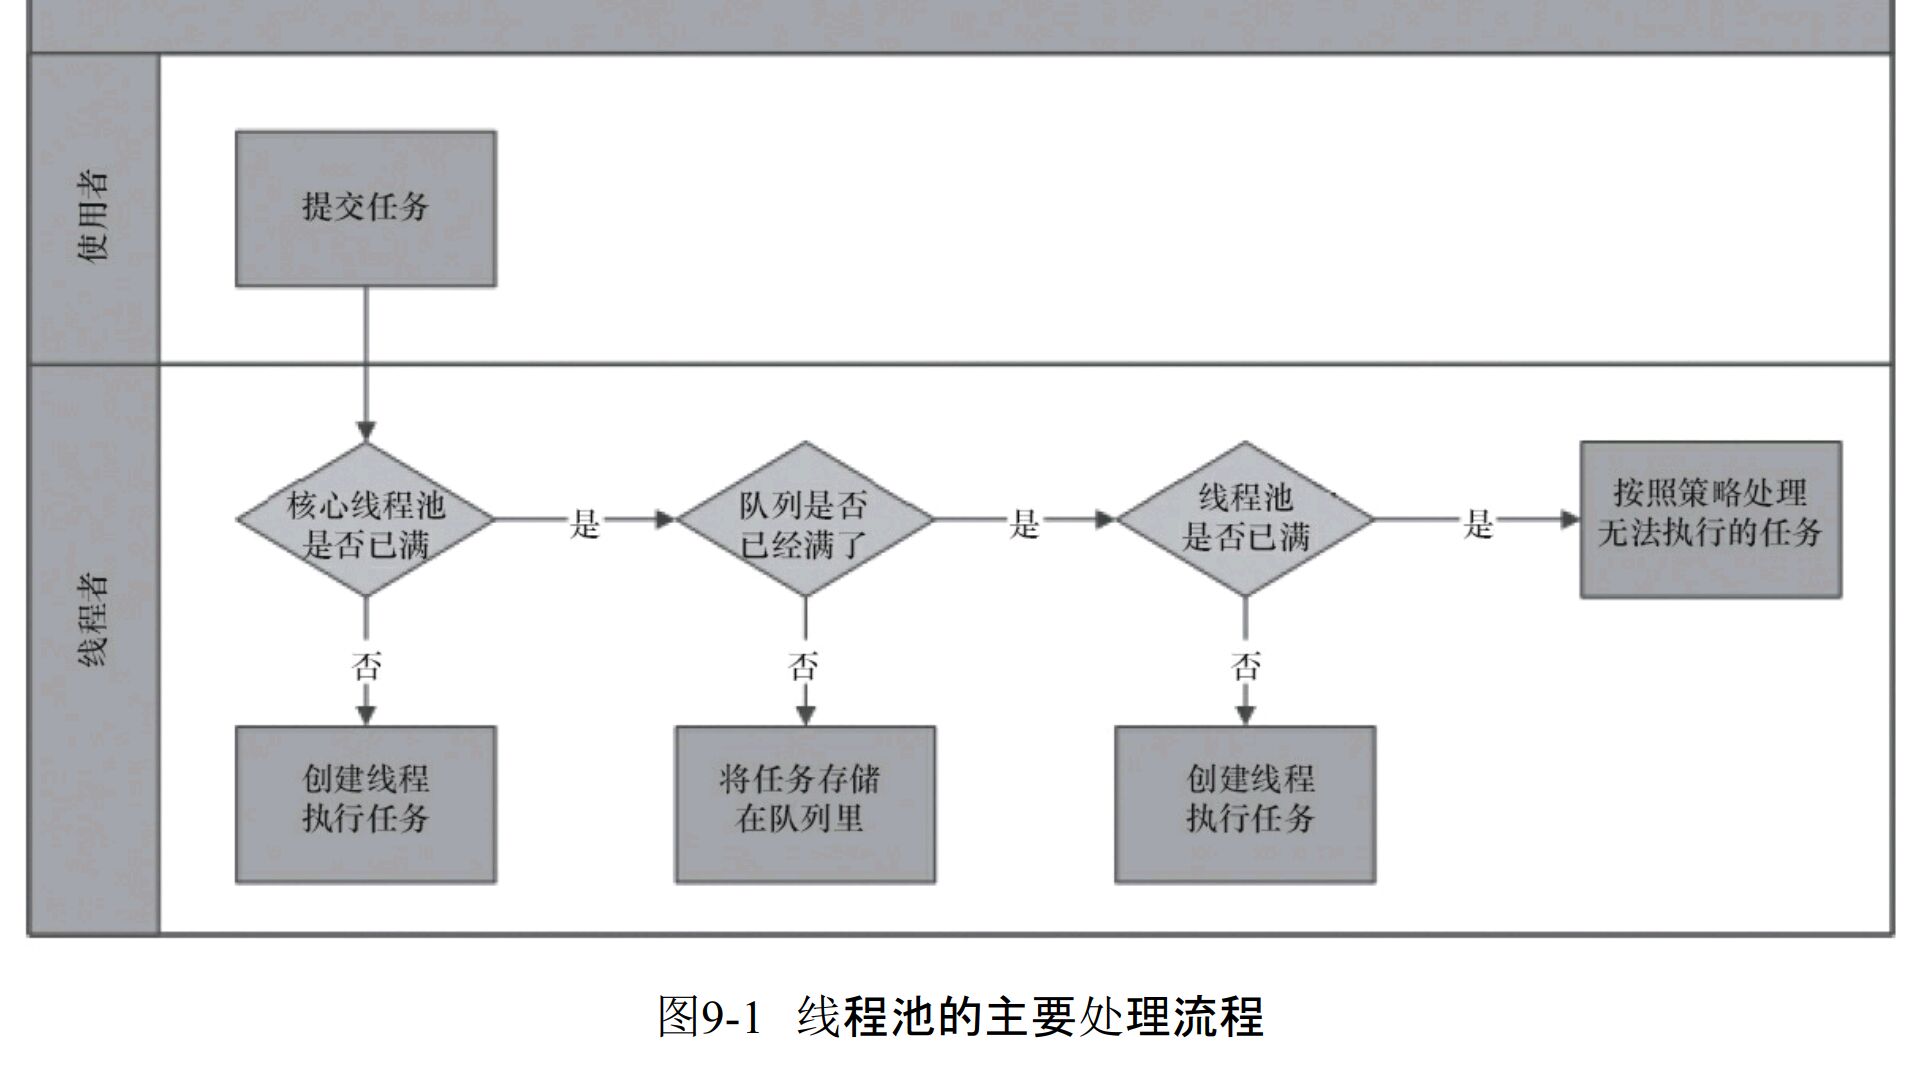 使用者
提交任务
线程者
核心线程池
是否已满
是
队列是否
已经满了
是
线程池
是否已满
是
按照策略处理
无法执行的任务
否
否
否
创建线程
执行任务
将任务存储
在队列里
创建线程
执行任务
图9-1 线程池的主要处理流程